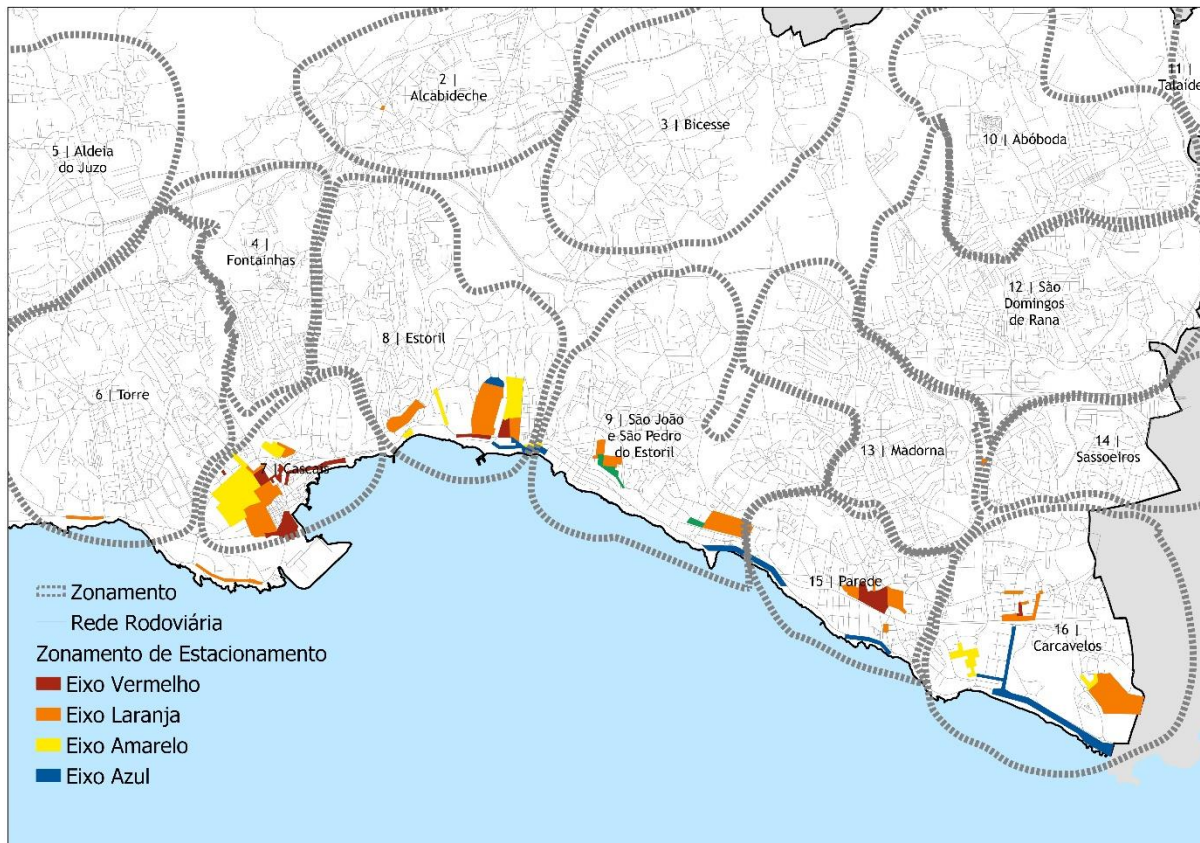 2 |
Alcabideche
3 | Bicesse
11 |
Talaíde
10 | Abóboda
5 | Aldeia
do Juzo
4 |
Fontainhas
12 | São
Domingos
de Rana
8 | Estoril
6 | Torre
9 | São João
e São Pedro
do Estoril
13 | Madorna
14 |
Sassoeiros
7 | Cascais
15 | Parede
16 |
Carcavelos
Zonamento
Rede Rodoviária
Zonamento de Estacionamento
Eixo Vermelho
Eixo Laranja
Eixo Amarelo
Eixo Azul